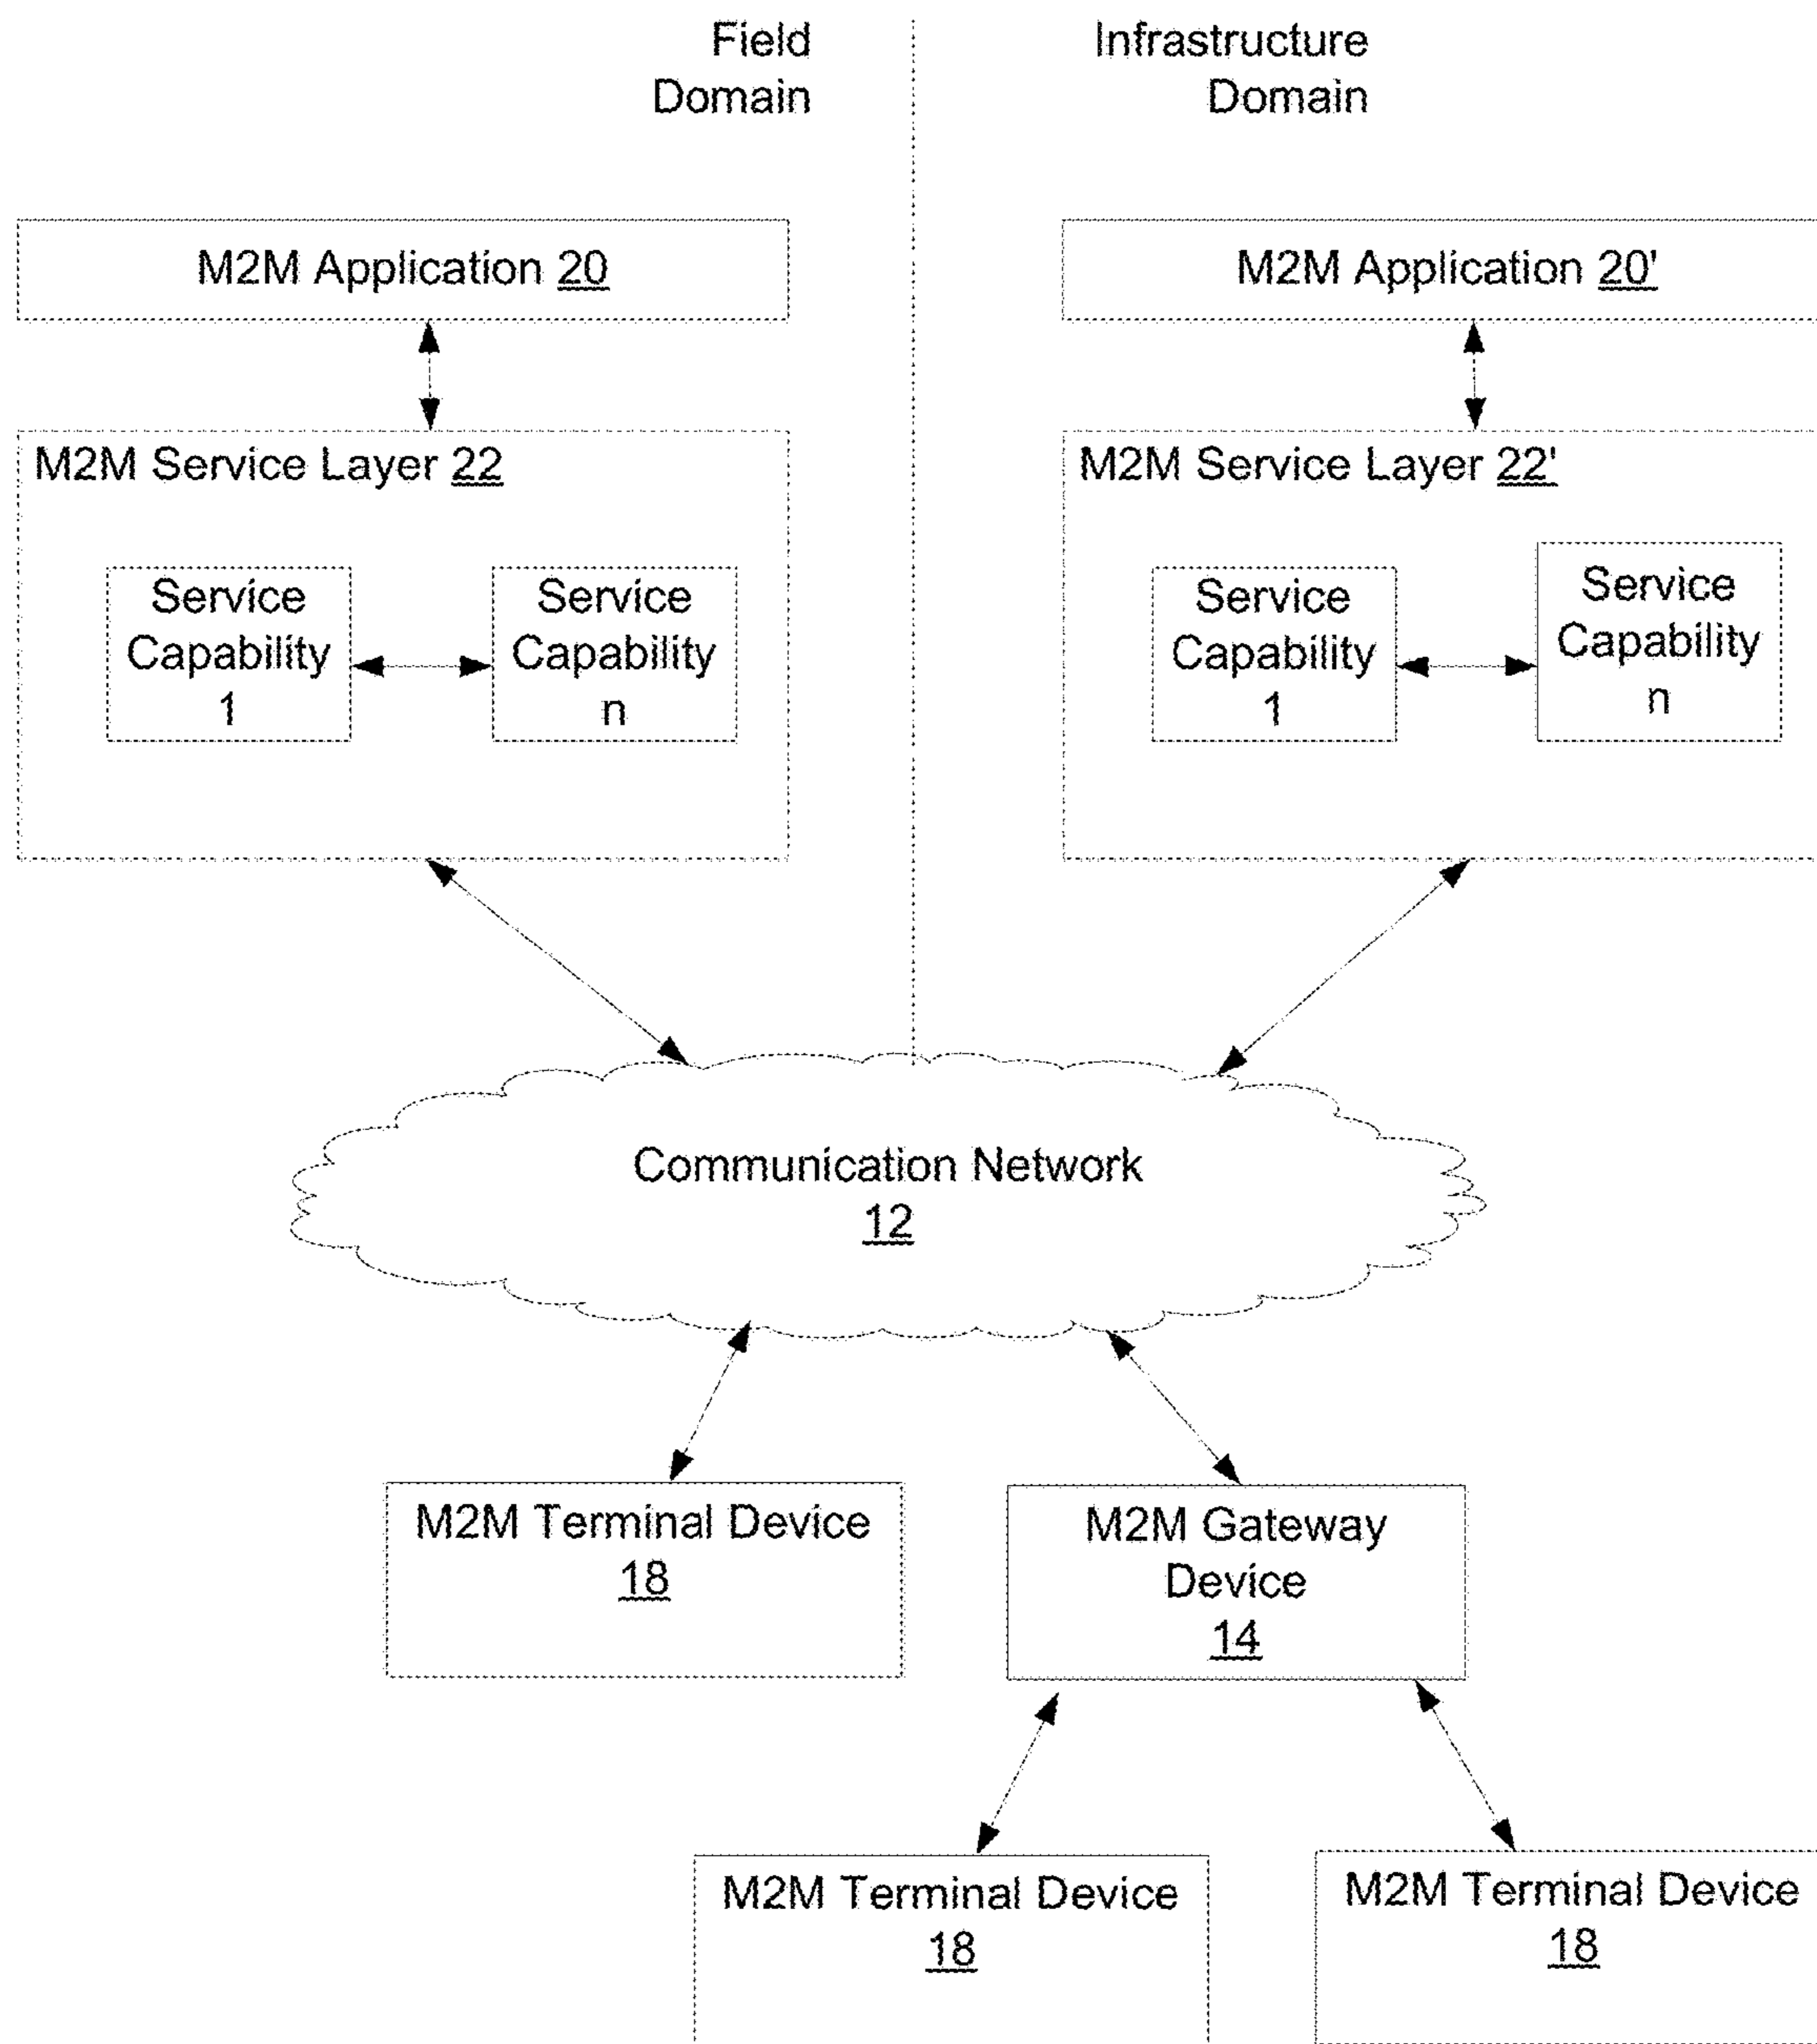 Field
Domain
Infrastructure
Domain
M2M Application 20
M2M Application 20'
M2M Service Layer 22
Service
Capability
1
Service
Capability
n
M2M Service Layer 22'
Service
Capability
1
Service
Capability
n
Communication Network
12
M2M Terminal Device
18
M2M Gateway
Device
14
M2M Terminal Device
18
M2M Terminal Device
18